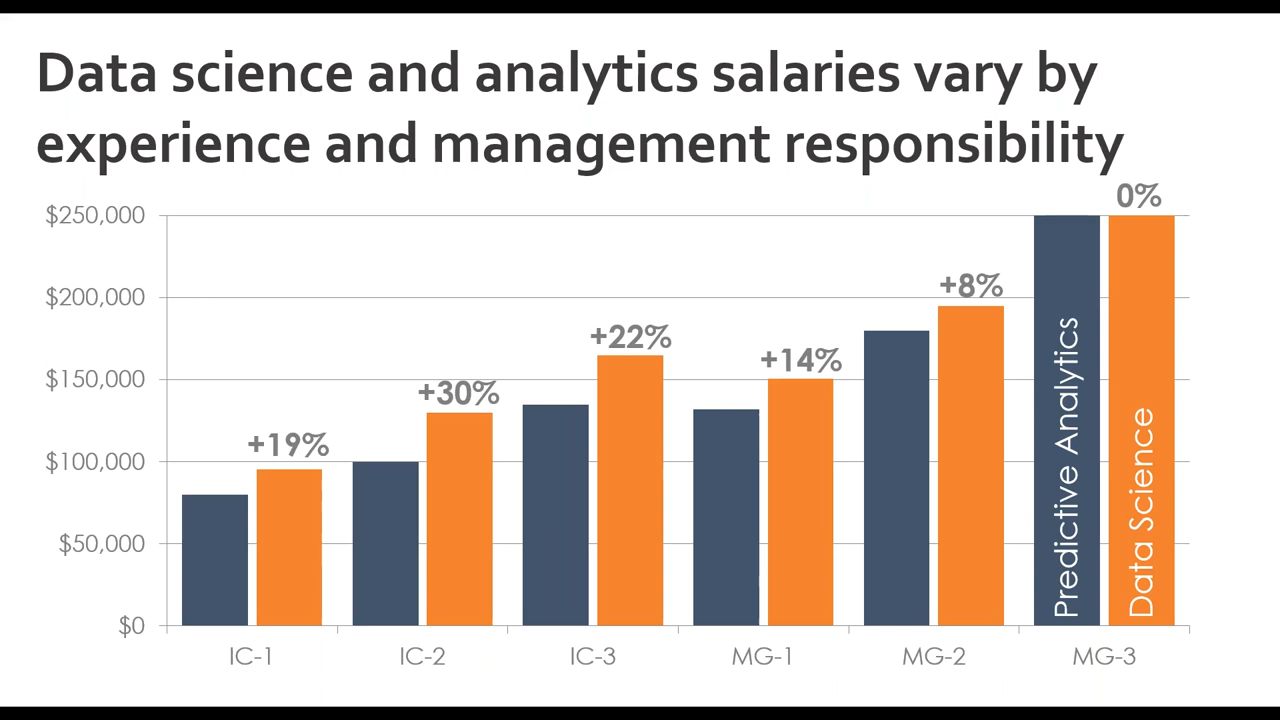 Data science and analytics salaries vary by
experience and management responsibility
$250,000
$200,000
$150,000
$100,000
$50,000
$0
+19%
+30%
+22%
+14%
+8%
0%
Predictive Analytics
Data Science
IC-1
IC-2
IC-3
MG-1
MG-2
MG-3